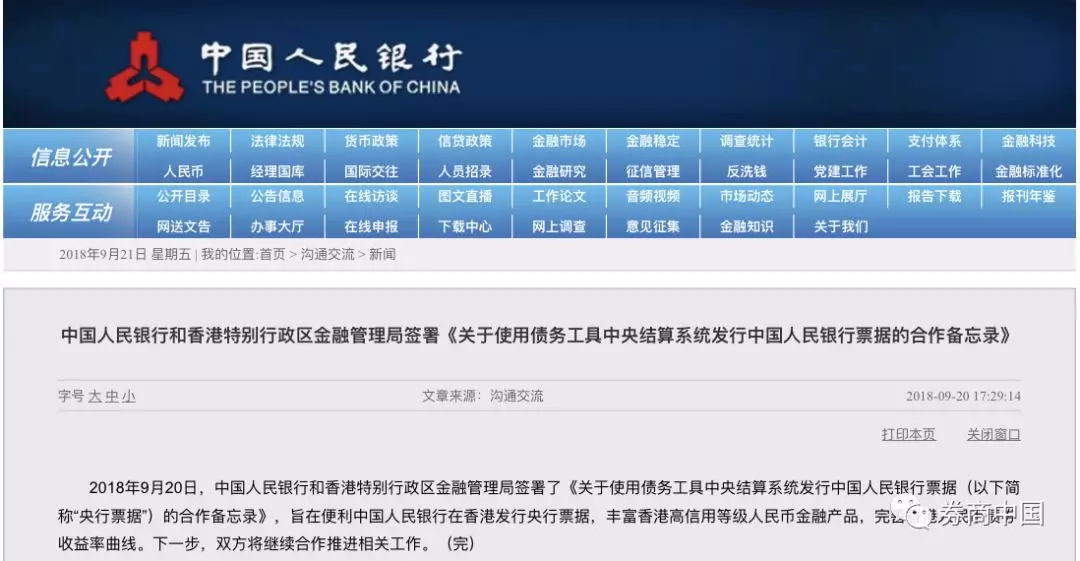 中国人民银行
THE PEOPLE'S BANK OF CHINA
信息公开 新闻发布 法律法规 货币政策 信贷政策 金融市场 金融稳定 调查统计 银行会计 支付体系 金融科技
人民币 经理国库 国际交往 人员招录 金融研究 征信管理 反洗钱 党建工作 工会工作 金融标准化
服务互动 公开目录 公告信息 在线访谈 图文直播 工作论文 音频视频 市场动态 网上展厅 报告下载 报刊年鉴
网送文告 办事大厅 在线申报 下载中心 网上调查 意见征集 金融知识 关于我们
2018年9月21日 星期五 | 我的位置:首页 > 沟通交流 > 新闻
中国人民银行和香港特别行政区金融管理局签署《关于使用债务工具中央结算系统发行中国人民银行票据的合作备忘录》
字号 大 中 小 文章来源：沟通交流 2018-09-20 17:29:14
打印本页 关闭窗口
2018年9月20日，中国人民银行和香港特别行政区金融管理局签署了《关于使用债务工具中央结算系统发行中国人民银行票据（以下简
称“央行票据”）的合作备忘录》，旨在便利中国人民银行在香港发行央行票据，丰富香港高信用等级人民币金融产品，完
收益率曲线。下一步，双方将继续合作推进相关工作。（完）
券商中国